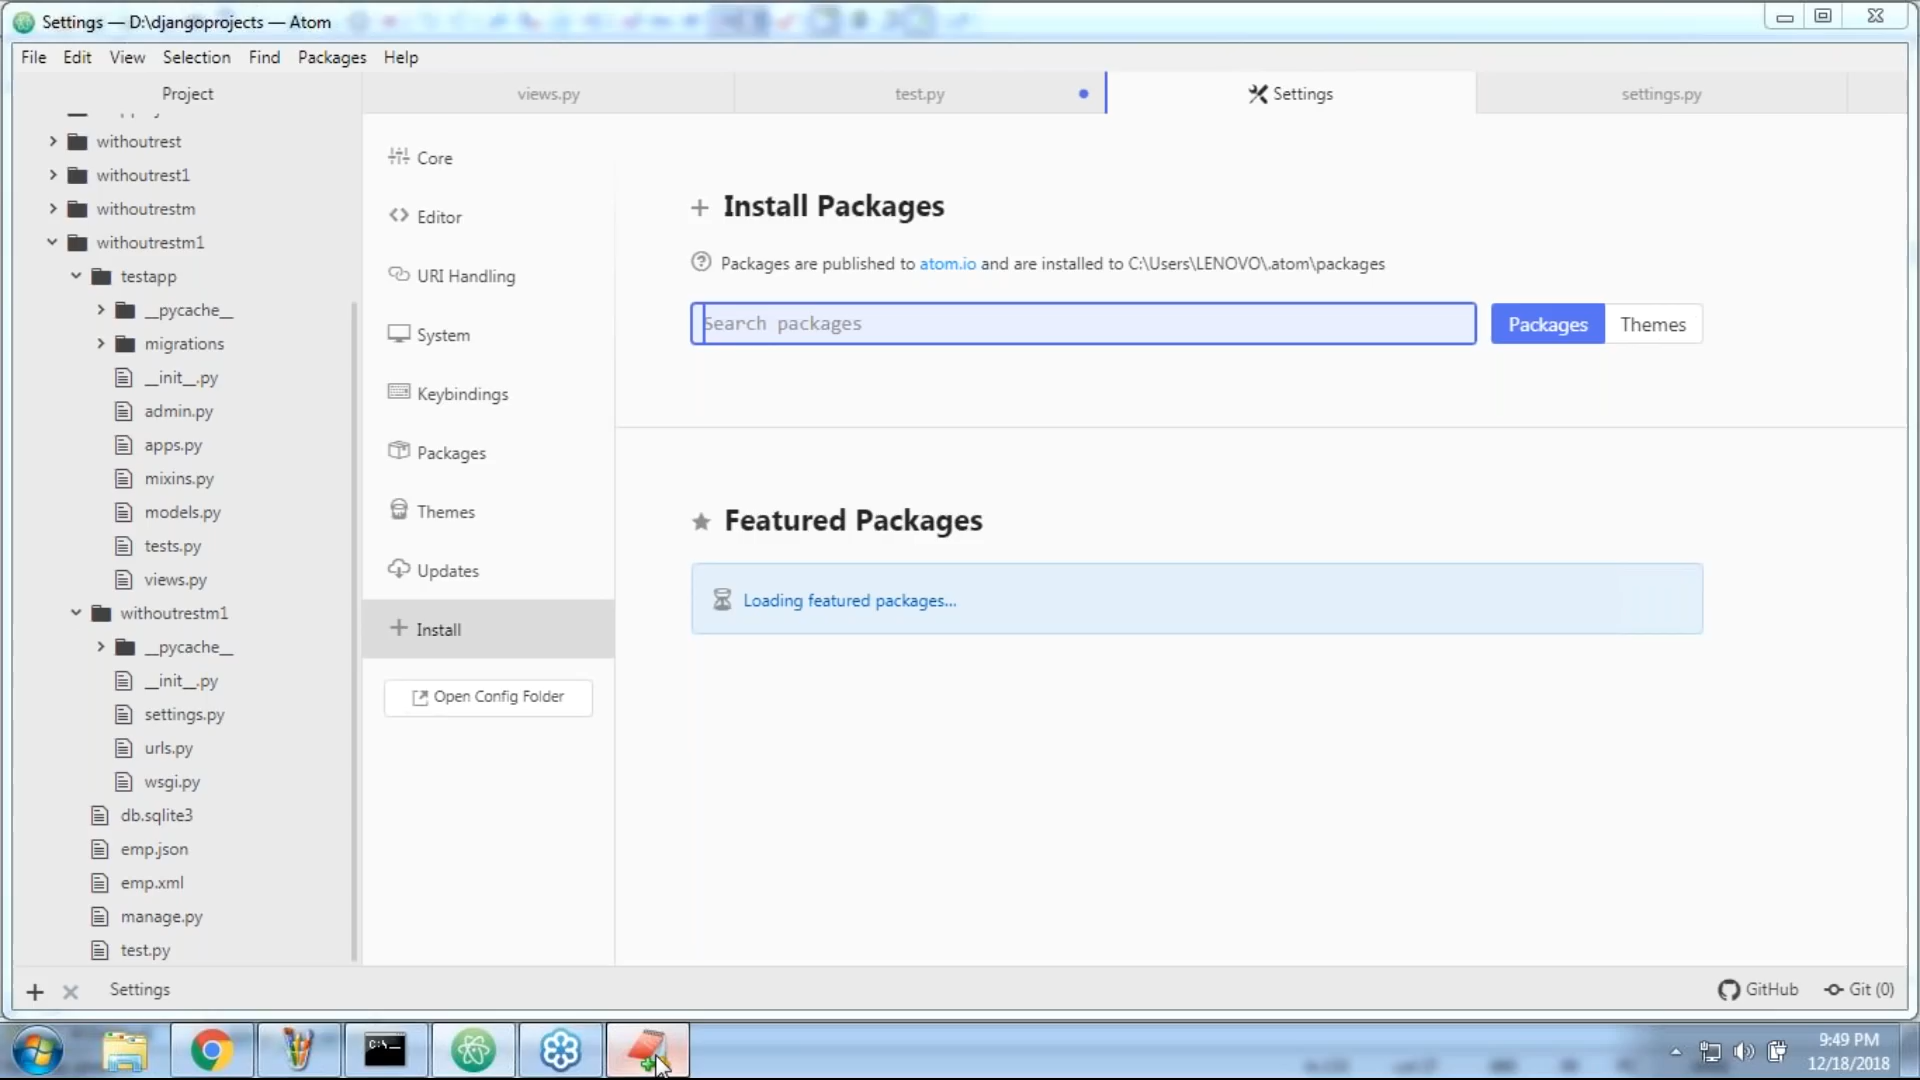 Settings — D:\djangoprojects — Atom
File Edit View Selection Find Packages Help
Project
views.py
test.py
Settings
settings.py
withoutrest
withoutrest1
withoutrestm
withoutrestm1
testapp
__pycache__
migrations
__init__.py
admin.py
apps.py
mixins.py
models.py
tests.py
views.py
withoutrestm1
__pycache__
__init__.py
settings.py
urls.py
wsgi.py
db.sqlite3
emp.json
emp.xml
manage.py
test.py
Core
Editor
URI Handling
System
Keybindings
Packages
Themes
Updates
Install
Open Config Folder
Install Packages
Packages are published to atom.io and are installed to C:\Users\LENOVO\.atom\packages
Search packages
Packages
Themes
Featured Packages
Loading featured packages...
Settings
GitHub
Git (0)
C:\_
9:49 PM
12/18/2018